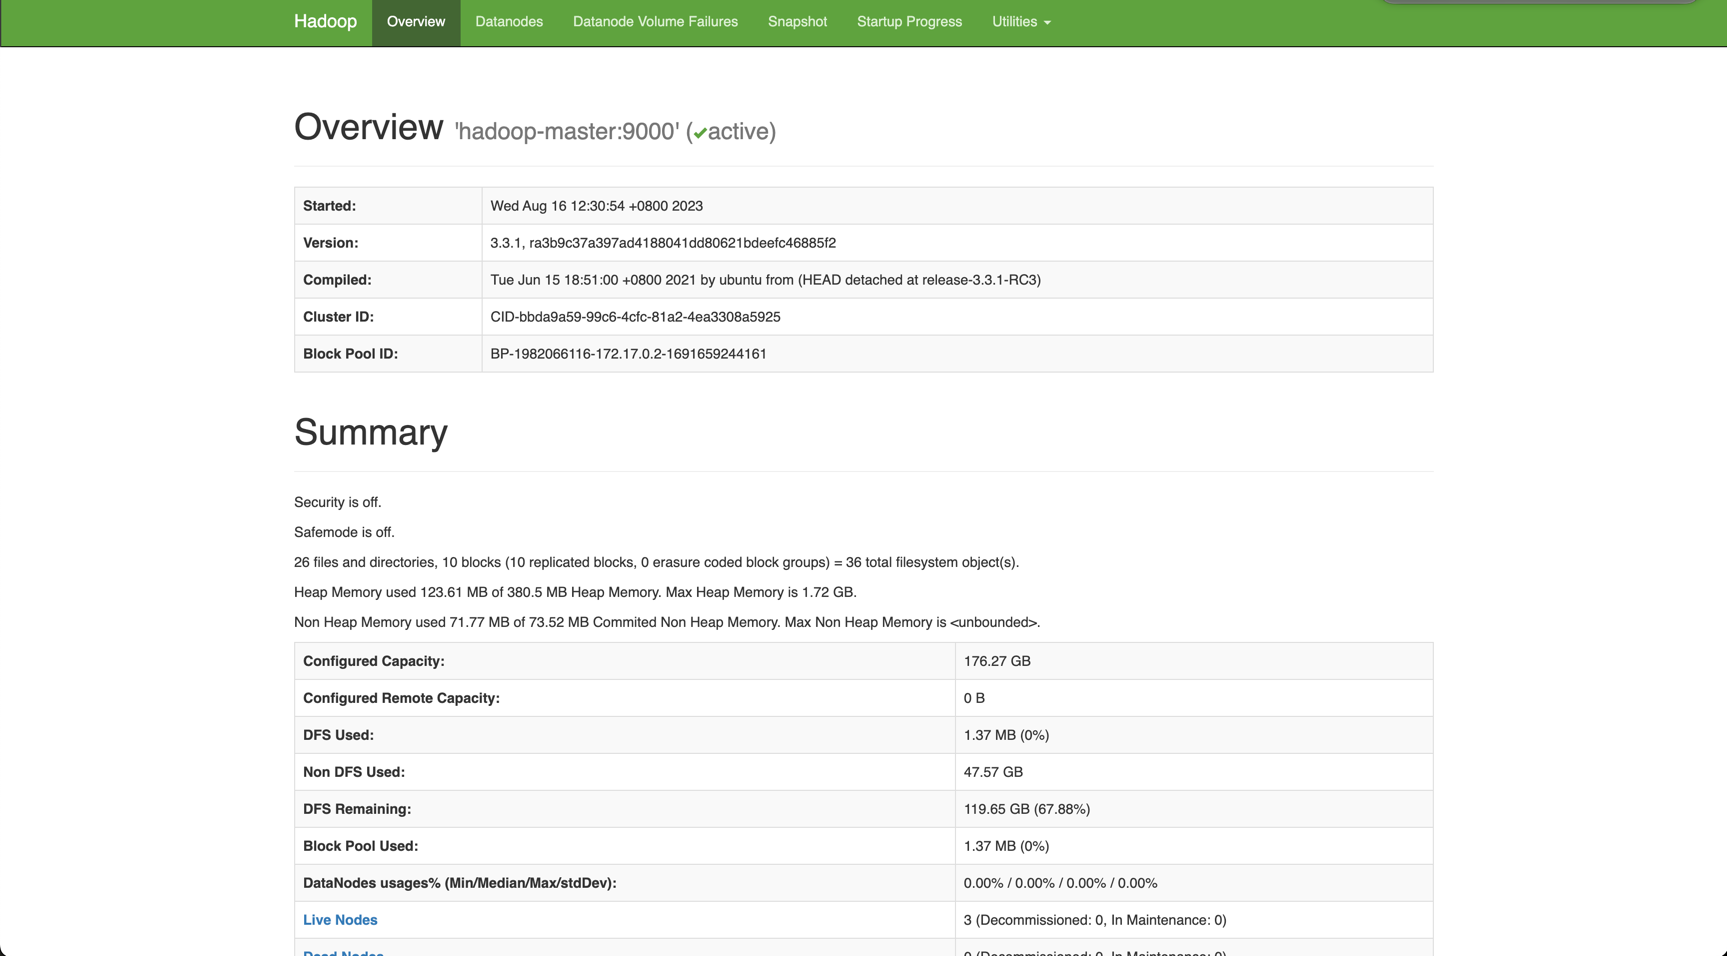 Hadoop Overview Datanodes Datanode Volume Failures Snapshot Startup Progress Utilities
Overview 'hadoop-master:9000' (✔active)
Started: Wed Aug 16 12:30:54 +0800 2023
Version: 3.3.1, ra3b9c37a397ad4188041dd80621bdeefc46885f2
Compiled: Tue Jun 15 18:51:00 +0800 2021 by ubuntu from (HEAD detached at release-3.3.1-RC3)
Cluster ID: CID-bbda9a59-99c6-4cfc-81a2-4ea3308a5925
Block Pool ID: BP-1982066116-172.17.0.2-1691659244161
Summary
Security is off.
Safemode is off.
26 files and directories, 10 blocks (10 replicated blocks, 0 erasure coded block groups) = 36 total filesystem object(s).
Heap Memory used 123.61 MB of 380.5 MB Heap Memory. Max Heap Memory is 1.72 GB.
Non Heap Memory used 71.77 MB of 73.52 MB Commited Non Heap Memory. Max Non Heap Memory is <unbounded>.
Configured Capacity: 176.27 GB
Configured Remote Capacity: 0 B
DFS Used: 1.37 MB (0%)
Non DFS Used: 47.57 GB
DFS Remaining: 119.65 GB (67.88%)
Block Pool Used: 1.37 MB (0%)
DataNodes usages% (Min/Median/Max/stdDev): 0.00% / 0.00% / 0.00% / 0.00%
Live Nodes 3 (Decommissioned: 0, In Maintenance: 0)
Dead Nodes 0 (Decommissioned: 0, In Maintenance: 0)